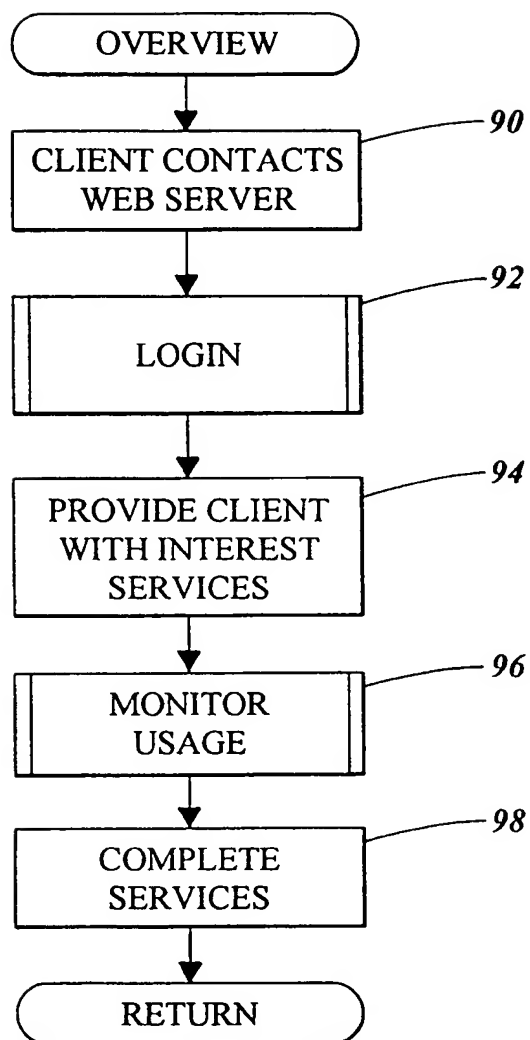 OVERVIEW
90
CLIENT CONTACTS
WEB SERVER
92
LOGIN
94
PROVIDE CLIENT
WITH INTEREST
SERVICES
96
MONITOR
USAGE
98
COMPLETE
SERVICES
RETURN